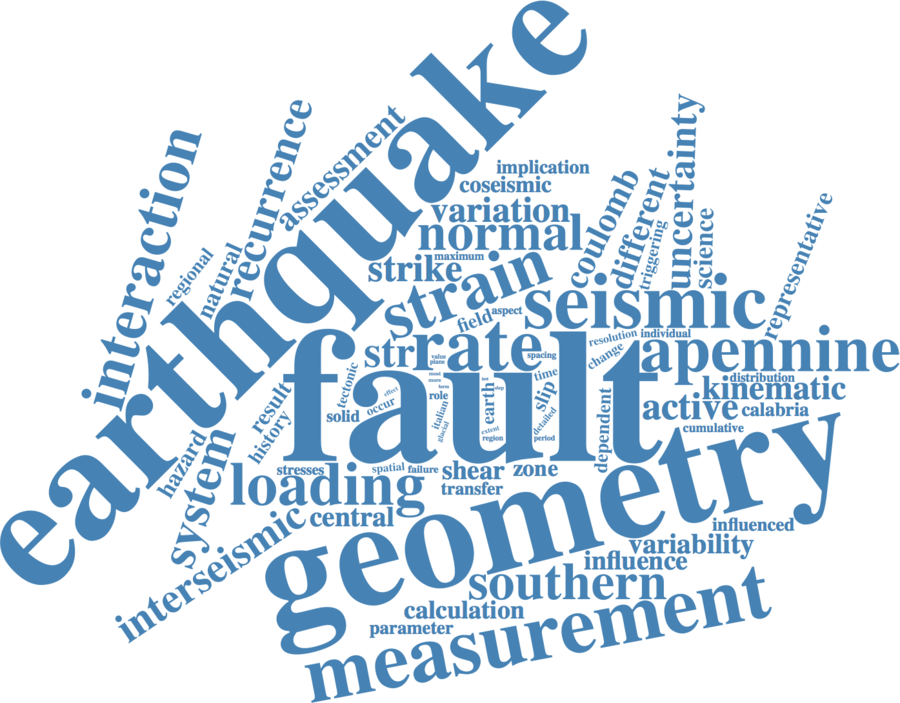 earthquake
interaction
recurrence
assessment
uncertainty
implication
coseismic
coulomb
different
triggering
science
representative
variation
normal
regional
natural
maximum
strike
strain
seismic
field
aspect
resolution
individual
change
str
rate
apennine
value
plane
spacing
fault
tectonic
effect
time
distribution
kinematic
result
history
solid
occur
role
more
term
italian
glacial
earth
slip
step
detailed
extent
region
period
dependent
active
calabria
cumulative
hazard
system
stresses
spatial
failure
shear
zone
loading
transfer
geometry
central
interseismic
influenced
variability
influence
southern
calculation
parameter
measurement